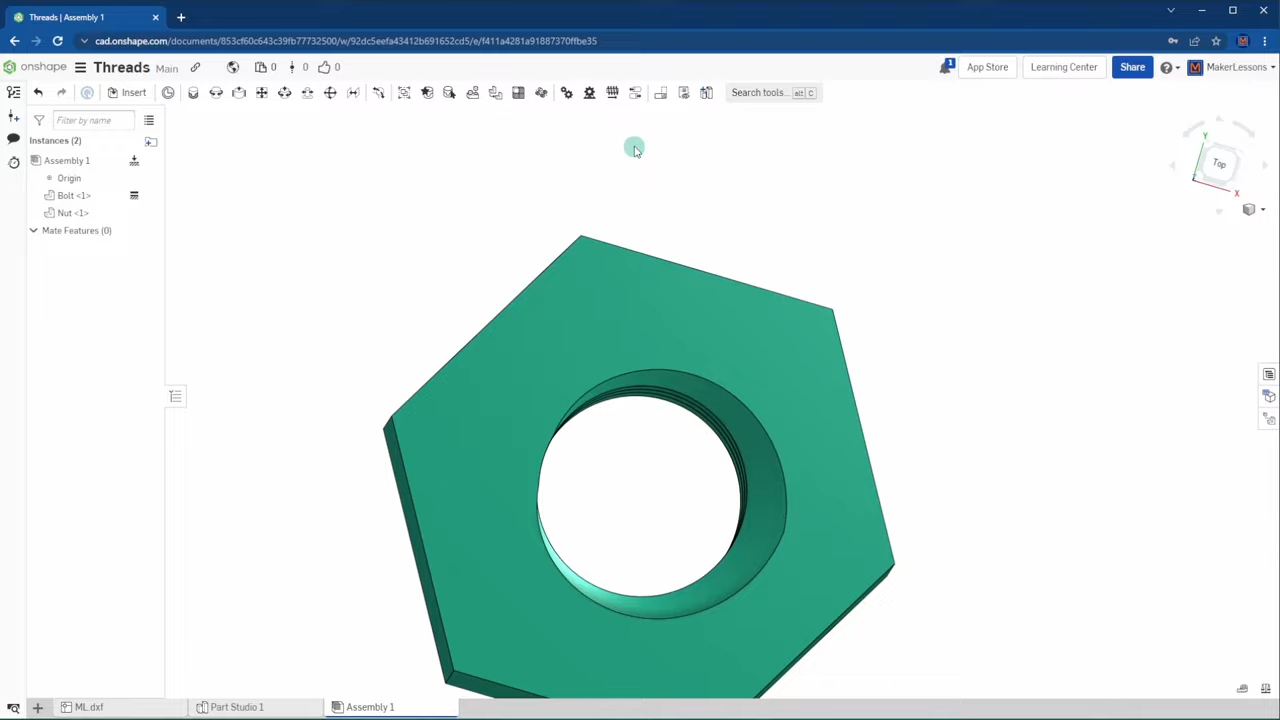 Threads | Assembly 1
cad.onshape.com/documents/853cf60c643c39fb77732500/w/92dc5eefa43412b691652cd5/e/f411a4281a91887370ffbe35
onshape
Threads
Main
0
0
0
1
App Store
Learning Center
Share
MakerLessons
Insert
Search tools...
alt
C
Filter by name
Instances (2)
Assembly 1
Origin
Bolt <1>
Nut <1>
Mate Features (0)
Y
Top
Z
X
ML.dxf
Part Studio 1
Assembly 1